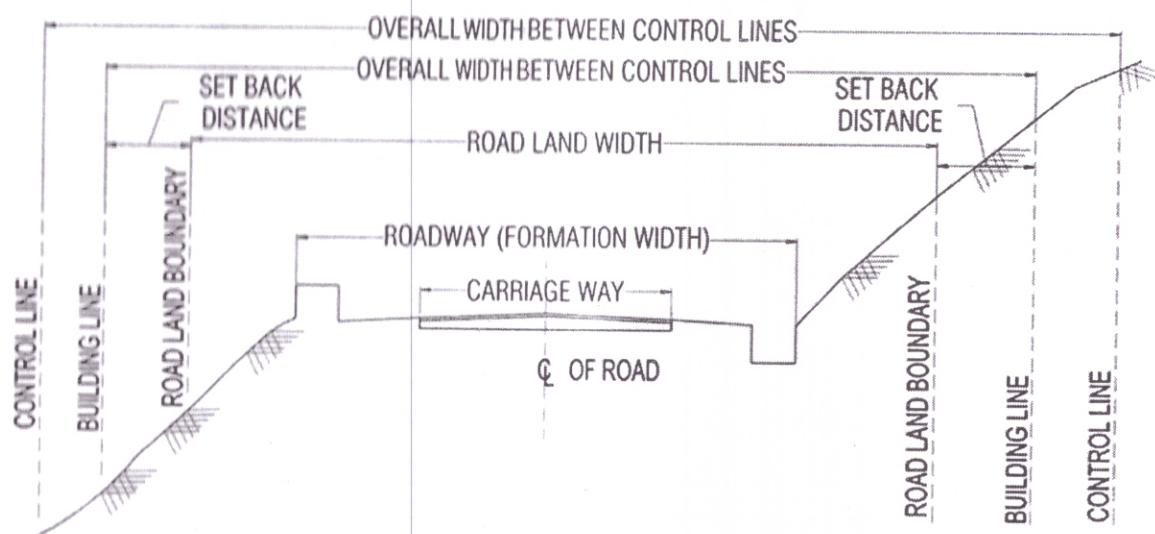 OVERALL WIDTH BETWEEN CONTROL LINES
OVERALL WIDTH BETWEEN CONTROL LINES
SET BACK
DISTANCE
SET BACK
DISTANCE
ROAD LAND WIDTH
ROADWAY (FORMATION WIDTH)
CARRIAGE WAY
℄ OF ROAD
CONTROL LINE
BUILDING LINE
ROAD LAND BOUNDARY
ROAD LAND BOUNDARY
BUILDING LINE
CONTROL LINE